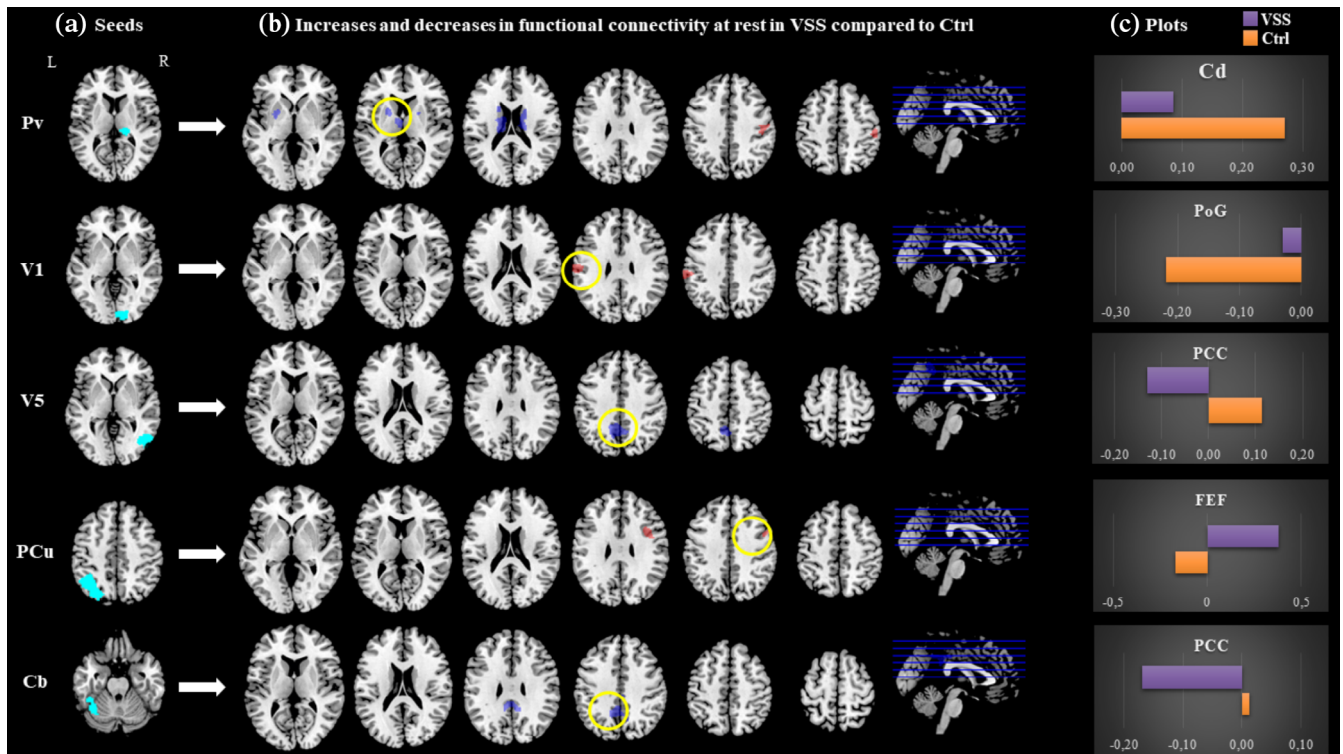 (a) Seeds
(b) Increases and decreases in functional connectivity at rest in VSS compared to Ctrl
(c) Plots
VSS
Ctrl
L R
Pv
Cd
0,00 0,10 0,20 0,30
V1
PoG
-0,30 -0,20 -0,10 0,00
V5
PCC
-0,20 -0,10 0,00 0,10 0,20
PCu
FEF
-0,5 0 0,5
Cb
PCC
-0,20 -0,10 0,00 0,10